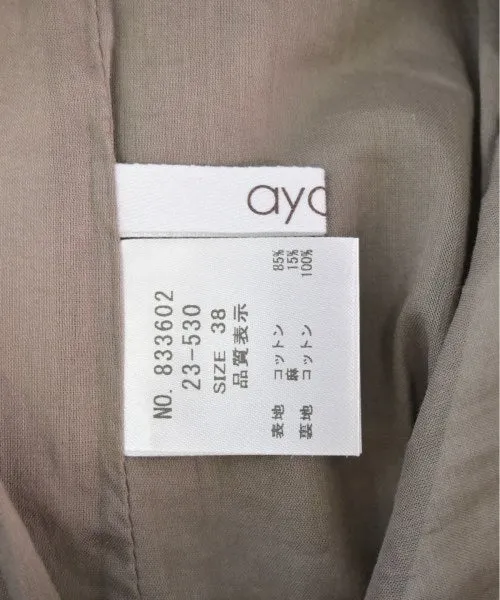 ayc
NO. 833602
23-530
SIZE 38
品質表示
表地 コットン 85%
麻 15%
裏地 コットン 100%